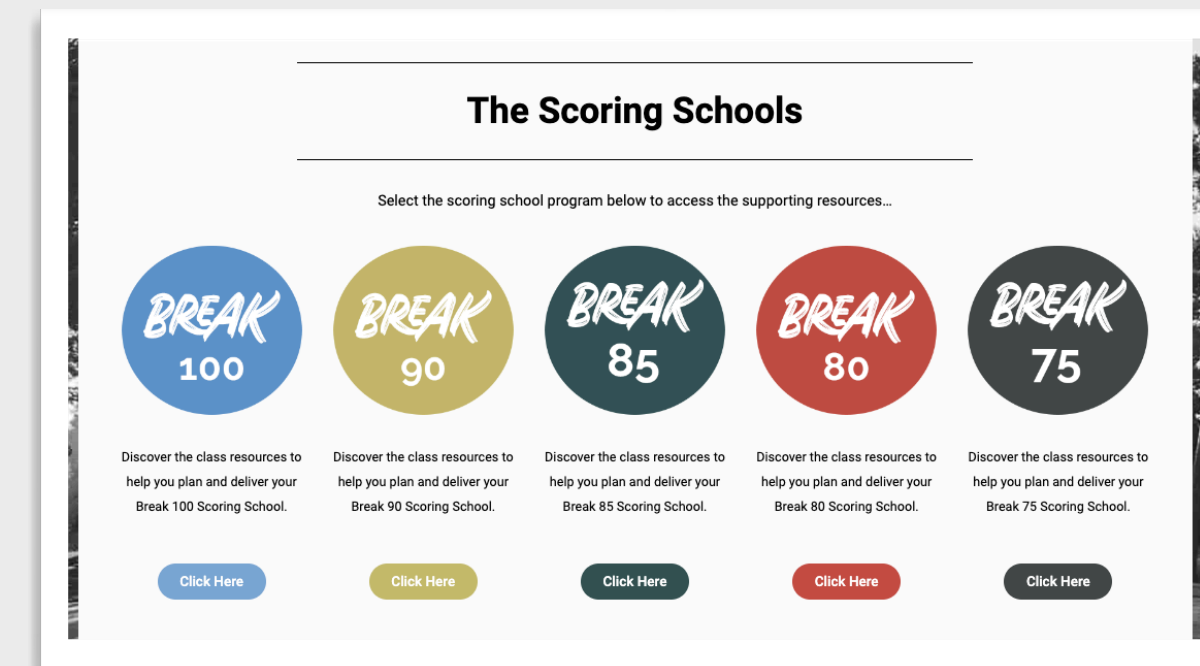 The Scoring Schools
Select the scoring school program below to access the supporting resources...
BREAK
100
BREAK
90
BREAK
85
BREAK
80
BREAK
75
Discover the class resources to
help you plan and deliver your
Break 100 Scoring School.
Discover the class resources to
help you plan and deliver your
Break 90 Scoring School.
Discover the class resources to
help you plan and deliver your
Break 85 Scoring School.
Discover the class resources to
help you plan and deliver your
Break 80 Scoring School.
Discover the class resources to
help you plan and deliver your
Break 75 Scoring School.
Click Here
Click Here
Click Here
Click Here
Click Here